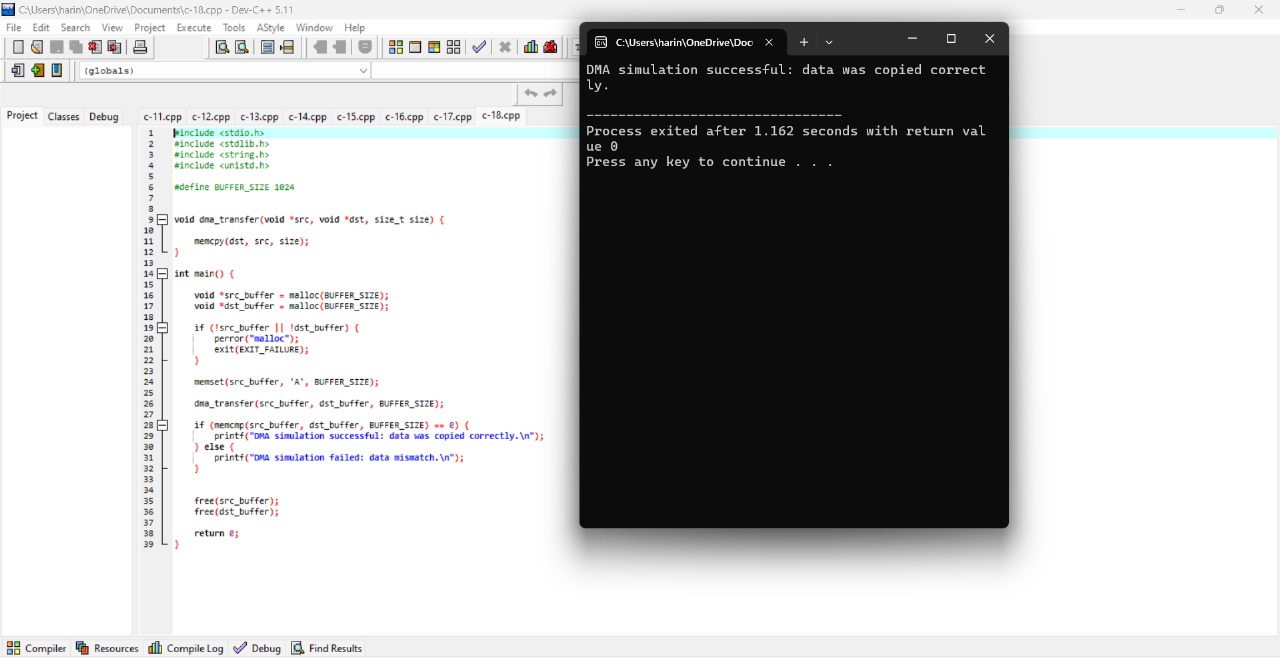 C:\Users\harin\OneDrive\Documents\c-18.cpp - Dev-C++ 5.11
File Edit Search View Project Execute Tools AStyle Window Help
(globals)
Project Classes Debug
c-11.cpp c-12.cpp c-13.cpp c-14.cpp c-15.cpp c-16.cpp c-17.cpp c-18.cpp
1 #include <stdio.h>
2 #include <stdlib.h>
3 #include <string.h>
4 #include <unistd.h>
5
6 #define BUFFER_SIZE 1024
7
8
9 void dma_transfer(void *src, void *dst, size_t size) {
10
11 memcpy(dst, src, size);
12 }
13
14 int main() {
15
16 void *src_buffer = malloc(BUFFER_SIZE);
17 void *dst_buffer = malloc(BUFFER_SIZE);
18
19 if (!src_buffer || !dst_buffer) {
20 perror("malloc");
21 exit(EXIT_FAILURE);
22 }
23
24 memset(src_buffer, 'A', BUFFER_SIZE);
25
26 dma_transfer(src_buffer, dst_buffer, BUFFER_SIZE);
27
28 if (memcmp(src_buffer, dst_buffer, BUFFER_SIZE) == 0) {
29 printf("DMA simulation successful: data was copied correctly.\n");
30 } else {
31 printf("DMA simulation failed: data mismatch.\n");
32 }
33
34
35 free(src_buffer);
36 free(dst_buffer);
37
38 return 0;
39 }
C:\Users\harin\OneDrive\Doc
DMA simulation successful: data was copied correct
ly.
--------------------------------
Process exited after 1.162 seconds with return val
ue 0
Press any key to continue . . .
Compiler Resources Compile Log Debug Find Results